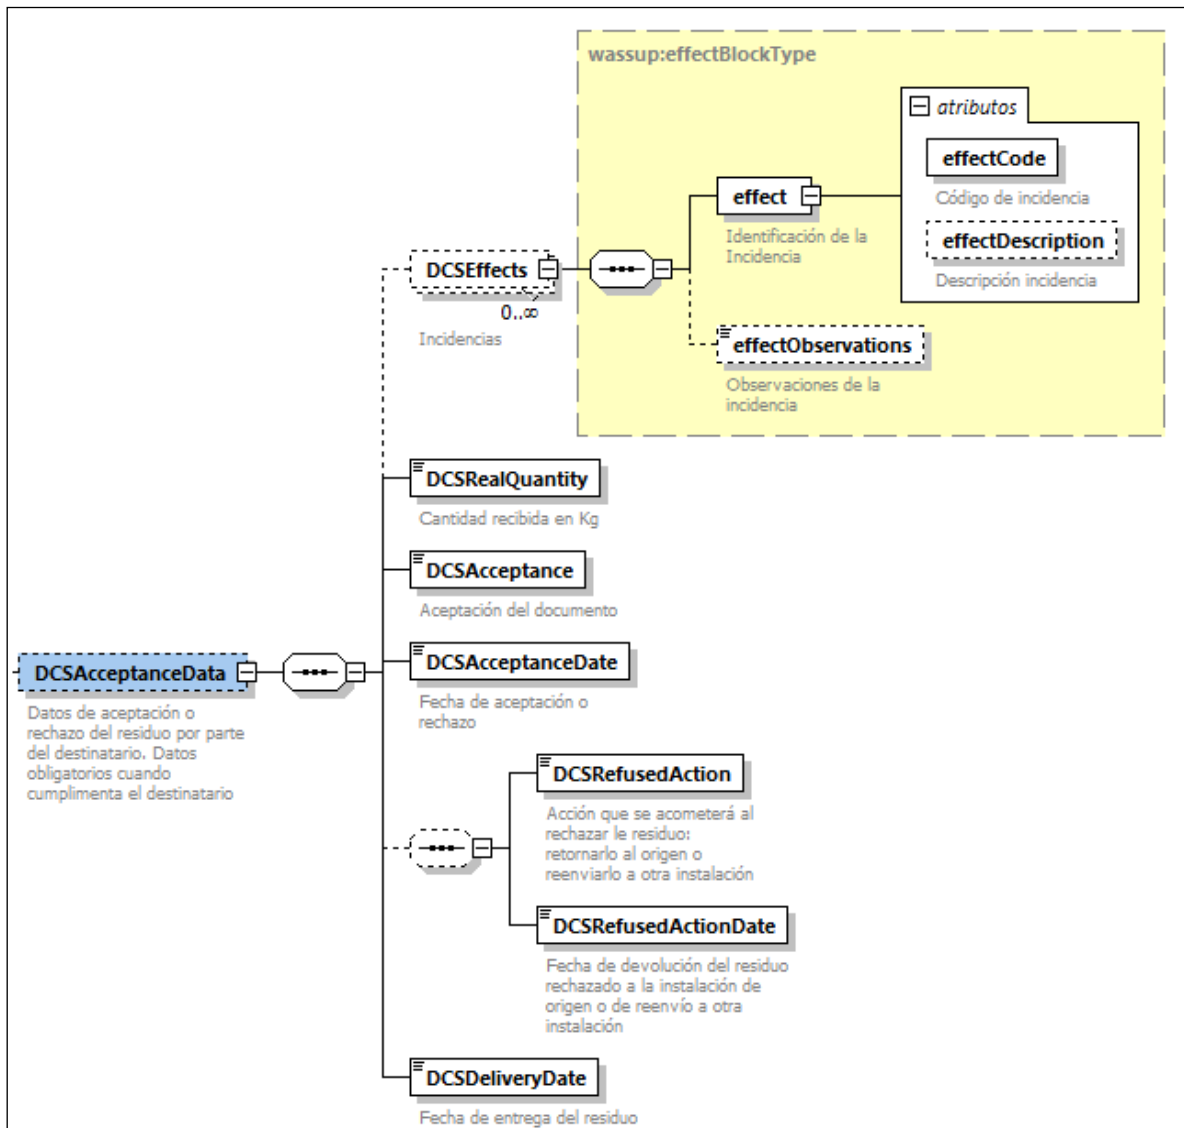 wassup:effectBlockType
atributos
effectCode
Código de incidencia
effectDescription
Descripción incidencia
effect
Identificación de la
Incidencia
DCSEffects
0..∞
Incidencias
effectObservations
Observaciones de la
incidencia
DCSRealQuantity
Cantidad recibida en Kg
DCSAcceptance
Aceptación del documento
DCSAcceptanceData
Datos de aceptación o
rechazo del residuo por parte
del destinatario. Datos
obligatorios cuando
cumplimenta el destinatario
DCSAcceptanceDate
Fecha de aceptación o
rechazo
DCSRefusedAction
Acción que se acometerá al
rechazar le residuo:
retornarlo al origen o
reenviarlo a otra instalación
DCSRefusedActionDate
Fecha de devolución del residuo
rechazado a la instalación de
origen o de reenvío a otra
instalación
DCSDeliveryDate
Fecha de entrega del residuo